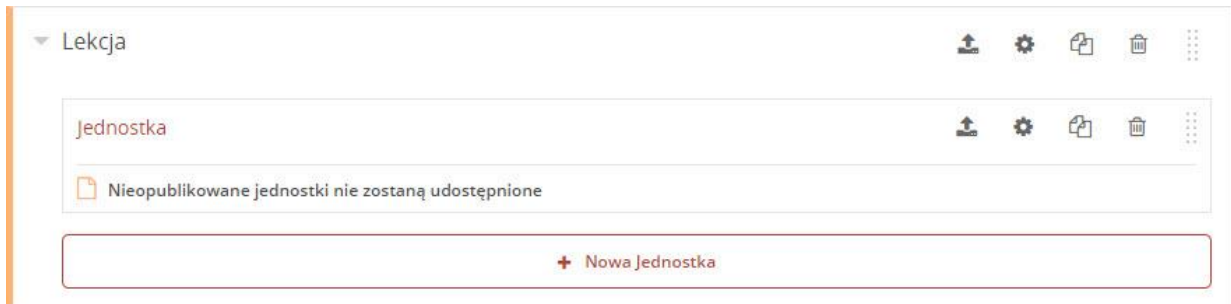 Lekcja
Jednostka
Nieopublikowane jednostki nie zostaną udostępnione
+ Nowa Jednostka